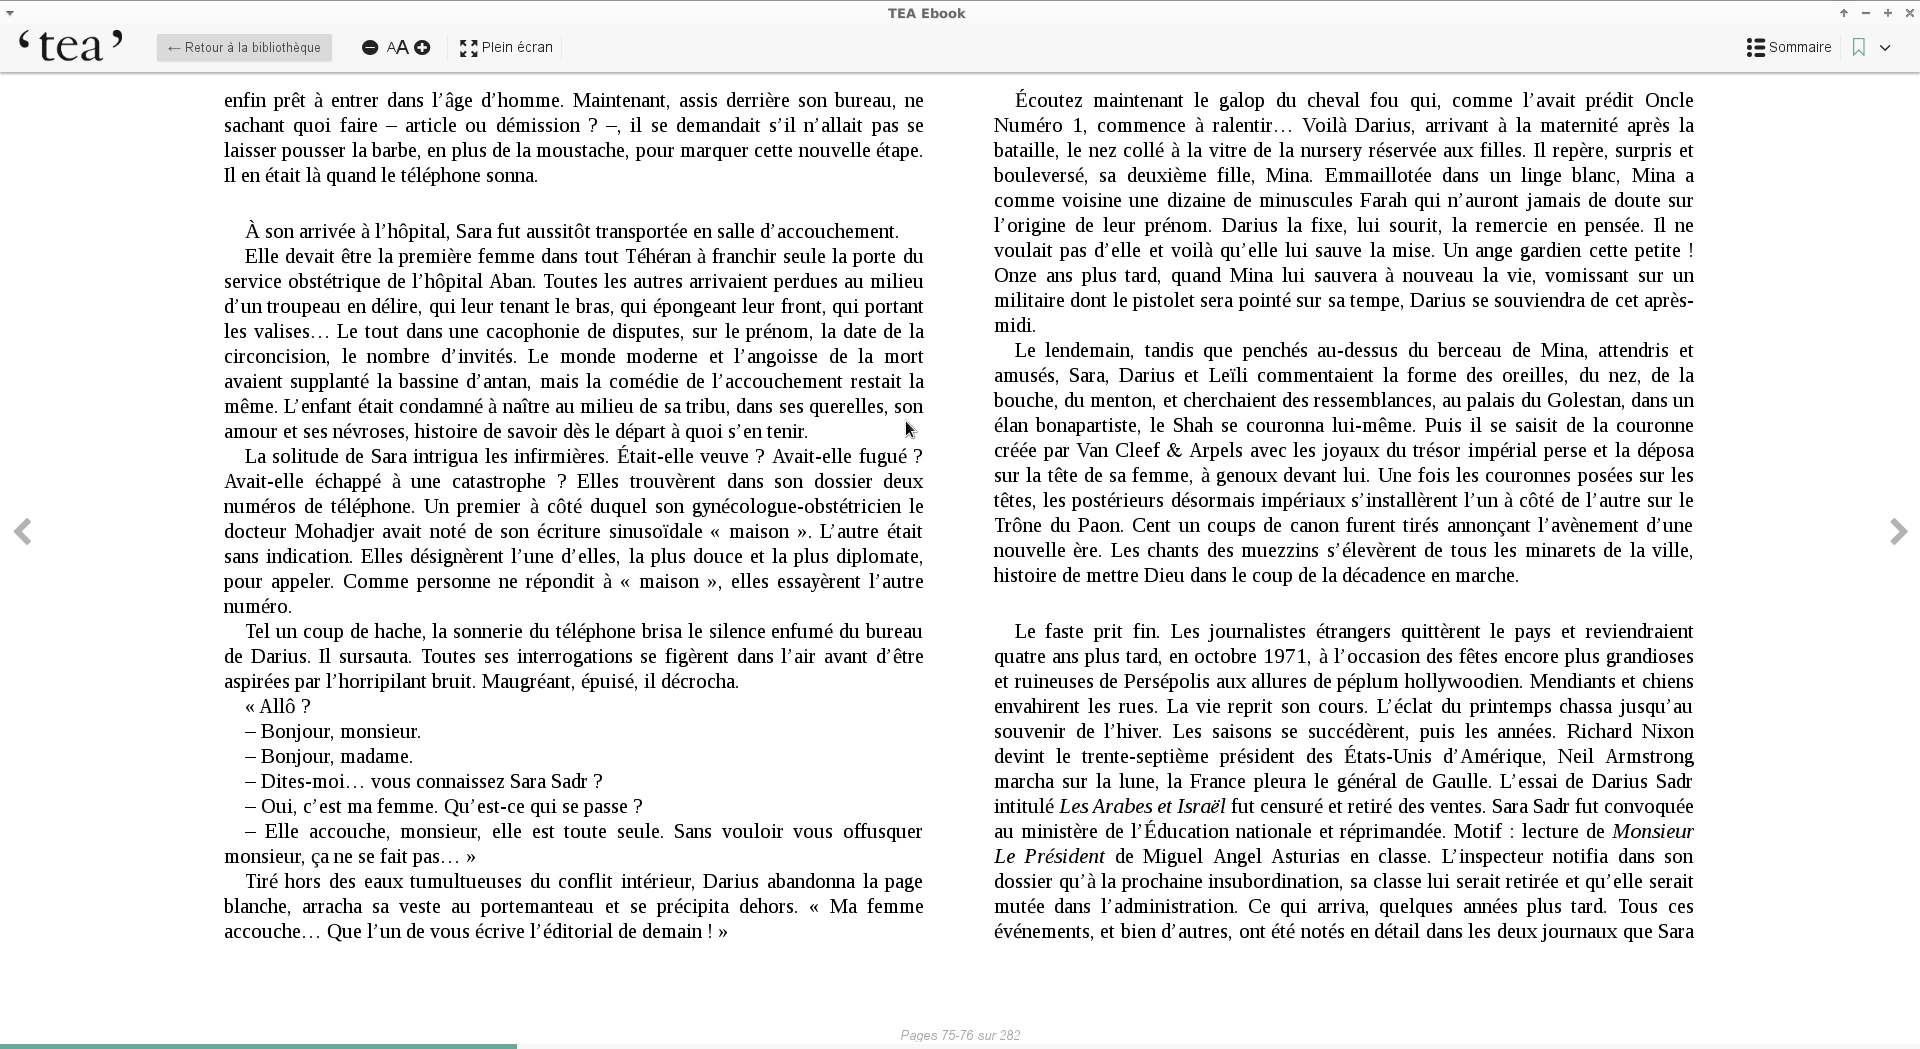 TEA Ebook
‘tea’
← Retour à la bibliothèque
AA
Plein écran
Sommaire
enfin prêt à entrer dans l’âge d’homme. Maintenant, assis derrière son bureau, ne
sachant quoi faire – article ou démission ? –, il se demandait s’il n’allait pas se
laisser pousser la barbe, en plus de la moustache, pour marquer cette nouvelle étape.
Il en était là quand le téléphone sonna.
À son arrivée à l’hôpital, Sara fut aussitôt transportée en salle d’accouchement.
Elle devait être la première femme dans tout Téhéran à franchir seule la porte du
service obstétrique de l’hôpital Aban. Toutes les autres arrivaient perdues au milieu
d’un troupeau en délire, qui leur tenant le bras, qui épongeant leur front, qui portant
les valises… Le tout dans une cacophonie de disputes, sur le prénom, la date de la
circoncision, le nombre d’invités. Le monde moderne et l’angoisse de la mort
avaient supplanté la bassine d’antan, mais la comédie de l’accouchement restait la
même. L’enfant était condamné à naître au milieu de sa tribu, dans ses querelles, son
amour et ses névroses, histoire de savoir dès le départ à quoi s’en tenir.
La solitude de Sara intrigua les infirmières. Était-elle veuve ? Avait-elle fugué ?
Avait-elle échappé à une catastrophe ? Elles trouvèrent dans son dossier deux
numéros de téléphone. Un premier à côté duquel son gynécologue-obstétricien le
docteur Mohadjer avait noté de son écriture sinusoïdale « maison ». L’autre était
sans indication. Elles désignèrent l’une d’elles, la plus douce et la plus diplomate,
pour appeler. Comme personne ne répondit à « maison », elles essayèrent l’autre
numéro.
Tel un coup de hache, la sonnerie du téléphone brisa le silence enfumé du bureau
de Darius. Il sursauta. Toutes ses interrogations se figèrent dans l’air avant d’être
aspirées par l’horripilant bruit. Maugréant, épuisé, il décrocha.
« Allô ?
– Bonjour, monsieur.
– Bonjour, madame.
– Dites-moi… vous connaissez Sara Sadr ?
– Oui, c’est ma femme. Qu’est-ce qui se passe ?
– Elle accouche, monsieur, elle est toute seule. Sans vouloir vous offusquer
monsieur, ça ne se fait pas… »
Tiré hors des eaux tumultueuses du conflit intérieur, Darius abandonna la page
blanche, arracha sa veste au portemanteau et se précipita dehors. « Ma femme
accouche… Que l’un de vous écrive l’éditorial de demain ! »
Écoutez maintenant le galop du cheval fou qui, comme l’avait prédit Oncle
Numéro 1, commence à ralentir… Voilà Darius, arrivant à la maternité après la
bataille, le nez collé à la vitre de la nursery réservée aux filles. Il repère, surpris et
bouleversé, sa deuxième fille, Mina. Emmaillotée dans un linge blanc, Mina a
comme voisine une dizaine de minuscules Farah qui n’auront jamais de doute sur
l’origine de leur prénom. Darius la fixe, lui sourit, la remercie en pensée. Il ne
voulait pas d’elle et voilà qu’elle lui sauve la mise. Un ange gardien cette petite !
Onze ans plus tard, quand Mina lui sauvera à nouveau la vie, vomissant sur un
militaire dont le pistolet sera pointé sur sa tempe, Darius se souviendra de cet après-
midi.
Le lendemain, tandis que penchés au-dessus du berceau de Mina, attendris et
amusés, Sara, Darius et Leïli commentaient la forme des oreilles, du nez, de la
bouche, du menton, et cherchaient des ressemblances, au palais du Golestan, dans un
élan bonapartiste, le Shah se couronna lui-même. Puis il se saisit de la couronne
créée par Van Cleef & Arpels avec les joyaux du trésor impérial perse et la déposa
sur la tête de sa femme, à genoux devant lui. Une fois les couronnes posées sur les
têtes, les postérieurs désormais impériaux s’installèrent l’un à côté de l’autre sur le
Trône du Paon. Cent un coups de canon furent tirés annonçant l’avènement d’une
nouvelle ère. Les chants des muezzins s’élevèrent de tous les minarets de la ville,
histoire de mettre Dieu dans le coup de la décadence en marche.
Le faste prit fin. Les journalistes étrangers quittèrent le pays et reviendraient
quatre ans plus tard, en octobre 1971, à l’occasion des fêtes encore plus grandioses
et ruineuses de Persépolis aux allures de péplum hollywoodien. Mendiants et chiens
envahirent les rues. La vie reprit son cours. L’éclat du printemps chassa jusqu’au
souvenir de l’hiver. Les saisons se succédèrent, puis les années. Richard Nixon
devint le trente-septième président des États-Unis d’Amérique, Neil Armstrong
marcha sur la lune, la France pleura le général de Gaulle. L’essai de Darius Sadr
intitulé Les Arabes et Israël fut censuré et retiré des ventes. Sara Sadr fut convoquée
au ministère de l’Éducation nationale et réprimandée. Motif : lecture de Monsieur
Le Président de Miguel Angel Asturias en classe. L’inspecteur notifia dans son
dossier qu’à la prochaine insubordination, sa classe lui serait retirée et qu’elle serait
mutée dans l’administration. Ce qui arriva, quelques années plus tard. Tous ces
événements, et bien d’autres, ont été notés en détail dans les deux journaux que Sara
Pages 75-76 sur 282